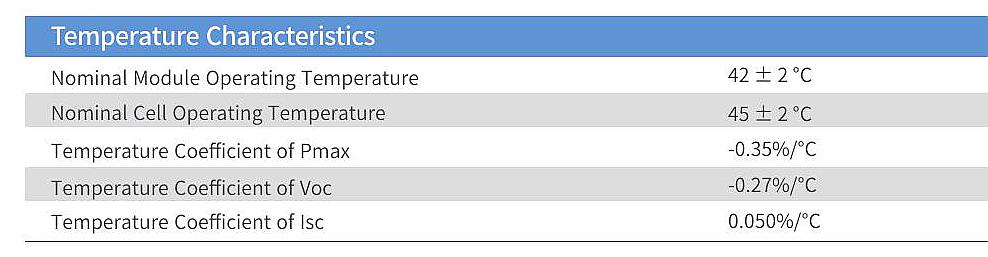 Temperature Characteristics
Nominal Module Operating Temperature 42 ± 2 °C
Nominal Cell Operating Temperature 45 ± 2 °C
Temperature Coefficient of Pmax -0.35%/°C
Temperature Coefficient of Voc -0.27%/°C
Temperature Coefficient of Isc 0.050%/°C